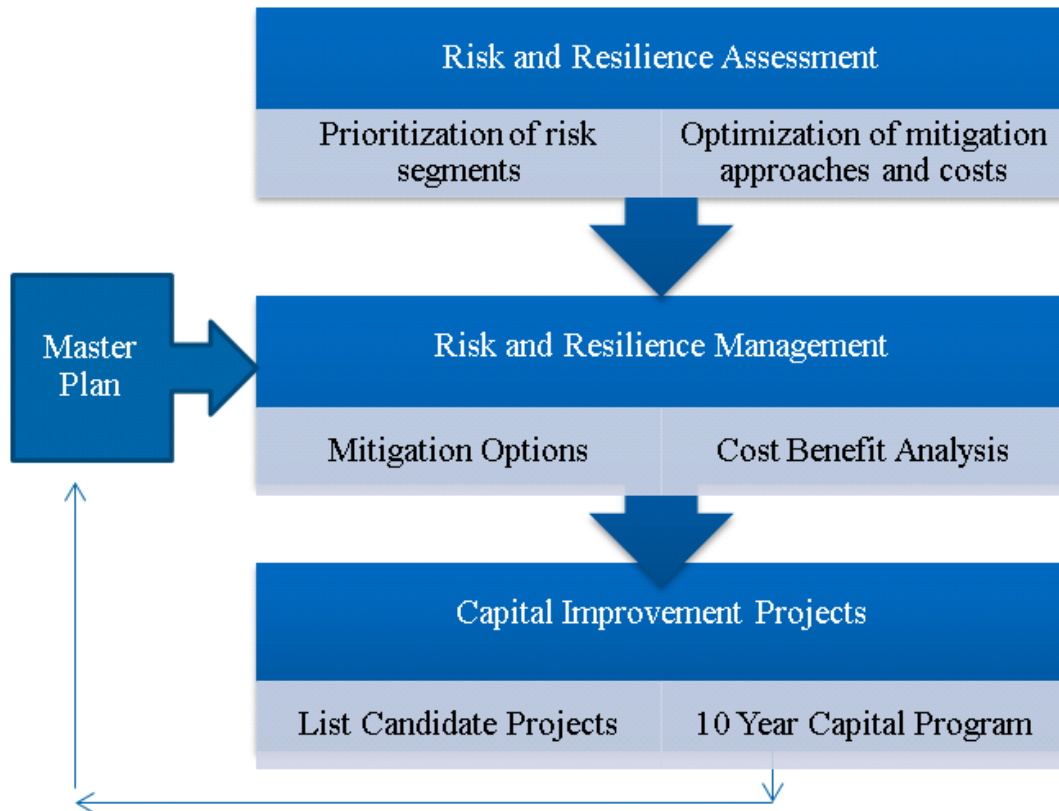 Risk and Resilience Assessment
Prioritization of risk
segments
Optimization of mitigation
approaches and costs
Master
Plan
Risk and Resilience Management
Mitigation Options
Cost Benefit Analysis
Capital Improvement Projects
List Candidate Projects
10 Year Capital Program